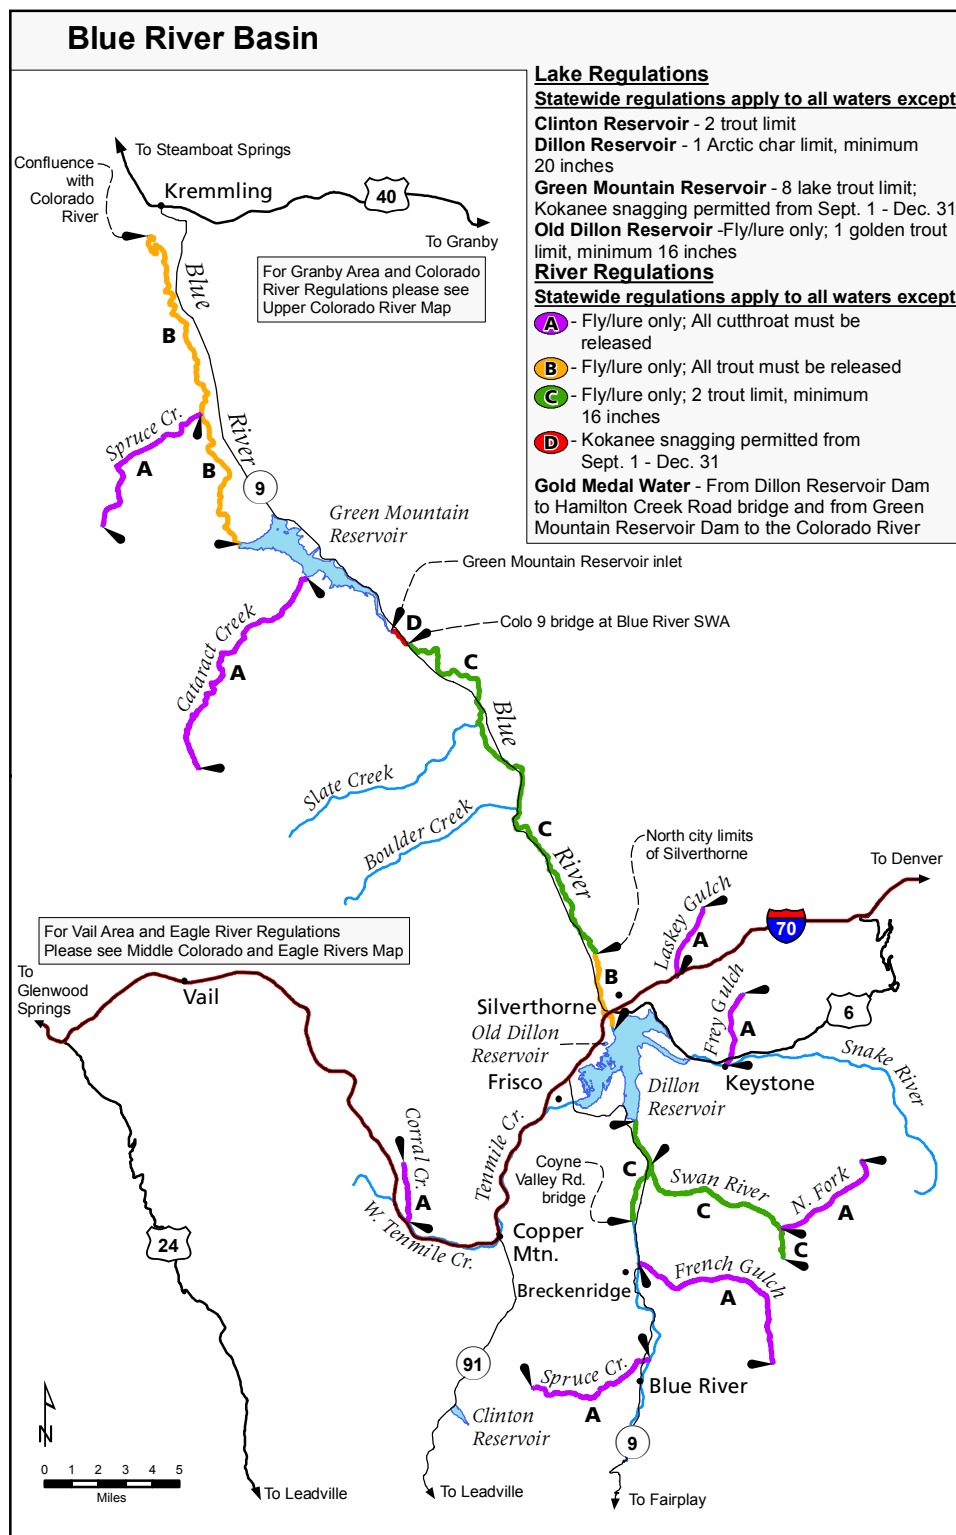 Blue River Basin
Lake Regulations
Statewide regulations apply to all waters except
Clinton Reservoir - 2 trout limit
Dillon Reservoir - 1 Arctic char limit, minimum
20 inches
Green Mountain Reservoir - 8 lake trout limit;
Kokanee snagging permitted from Sept. 1 - Dec. 31
Old Dillon Reservoir -Fly/lure only; 1 golden trout
limit, minimum 16 inches
River Regulations
Statewide regulations apply to all waters except
A - Fly/lure only; All cutthroat must be
released
B - Fly/lure only; All trout must be released
C - Fly/lure only; 2 trout limit, minimum
16 inches
D - Kokanee snagging permitted from
Sept. 1 - Dec. 31
Gold Medal Water - From Dillon Reservoir Dam
to Hamilton Creek Road bridge and from Green
Mountain Reservoir Dam to the Colorado River
To Steamboat Springs
Confluence
with
Colorado
River
Kremmling
40
To Granby
For Granby Area and Colorado
River Regulations please see
Upper Colorado River Map
Blue
B
Spruce Cr.
A
River
B
9
Green Mountain
Reservoir
Green Mountain Reservoir inlet
D
Colo 9 bridge at Blue River SWA
Cataract Creek
A
C
Blue
Slate Creek
Boulder Creek
C
River
North city limits
of Silverthorne
To Denver
Laskey Gulch
A
70
For Vail Area and Eagle River Regulations
Please see Middle Colorado and Eagle Rivers Map
To
Glenwood
Springs
Vail
B
Silverthorne
Old Dillon
Reservoir
Frey Gulch
A
6
Snake River
Frisco
Dillon
Reservoir
Keystone
Corral Cr.
A
Tenmile Cr.
Coyne
Valley Rd.
bridge
C
Swan River
C
N. Fork
A
C
24
W. Tenmile Cr.
Copper
Mtn.
Breckenridge
French Gulch
A
91
Spruce Cr.
A
Blue River
Clinton
Reservoir
9
N
0 1 2 3 4 5
Miles
To Leadville
To Leadville
To Fairplay